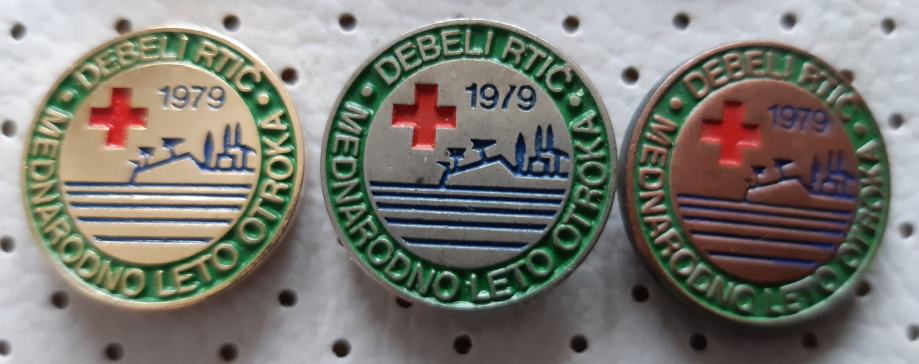 DEBELI RTIČ
1979
MEDNARODNO LETO OTROKA
DEBELI RTIČ
1979
MEDNARODNO LETO OTROKA
DEBELI RTIČ
1979
MEDNARODNO LETO OTROKA